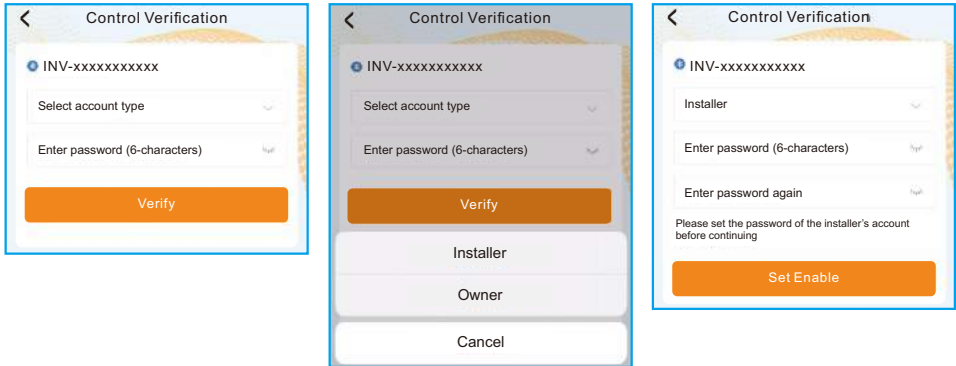 Control Verification
INV-xxxxxxxxxxx
Select account type
Enter password (6-characters)
Verify
Control Verification
INV-xxxxxxxxxxx
Select account type
Enter password (6-characters)
Verify
Installer
Owner
Cancel
Control Verification
INV-xxxxxxxxxxx
Installer
Enter password (6-characters)
Enter password again
Please set the password of the installer's account
before continuing
Set Enable